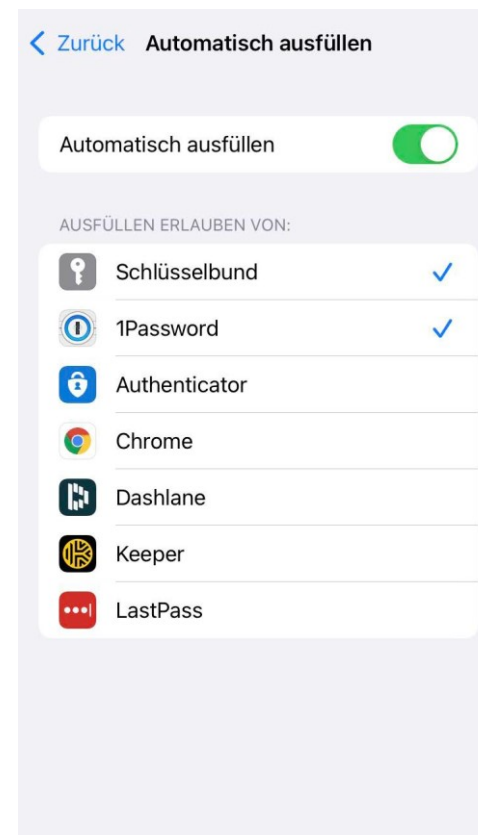 Zurück Automatisch ausfüllen
Automatisch ausfüllen
AUSFÜLLEN ERLAUBEN VON:
Schlüsselbund
1Password
Authenticator
Chrome
Dashlane
Keeper
LastPass